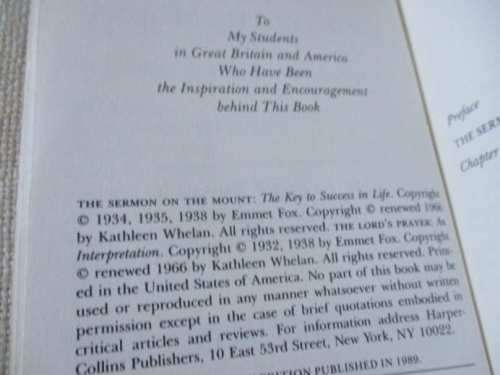 To
My Students
in Great Britain and America
Who Have Been
the Inspiration and Encouragement
behind This Book
THE SERMON ON THE MOUNT: The Key to Success in Life. Copyright
© 1934, 1935, 1938 by Emmet Fox. Copyright © renewed 1966
by Kathleen Whelan. All rights reserved. THE LORD'S PRAYER: An
Interpretation. Copyright © 1932, 1938 by Emmet Fox. Copyright
© renewed 1966 by Kathleen Whelan. All rights reserved. Print-
ed in the United States of America. No part of this book may be
used or reproduced in any manner whatsoever without written
permission except in the case of brief quotations embodied in
critical articles and reviews. For information address Harper-
Collins Publishers, 10 East 53rd Street, New York, NY 10022.
PUBLISHED IN 1989.
Preface
THE SERM
Chapter